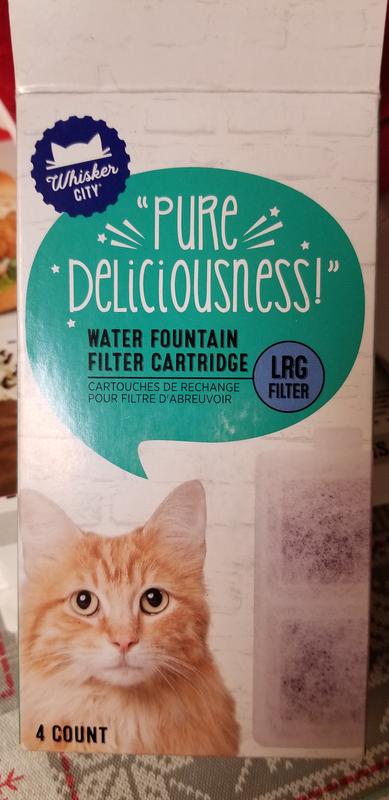 Whisker
CITY
"PURe
DeLiCiOUSNeSS!"
WATER FOUNTAIN
FILTER CARTRIDGE
LRG
FILTER
CARTOUCHES DE RECHANGE
POUR FILTRE D'ABREUVOIR
4 COUNT